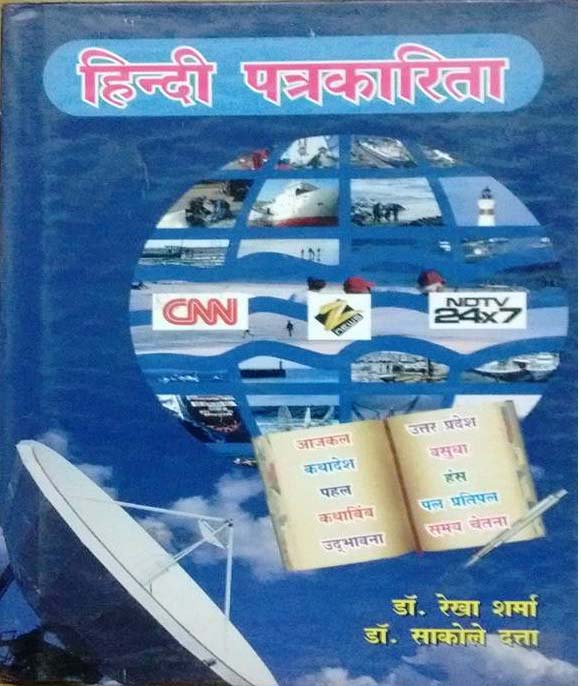 हिन्दी पत्रकारिता
CNN
Z
NEWS
NDTV
24x7
आजकल
कथादेश
पहल
कथाबिंब
उद्‌भावना
उत्तर प्रदेश
वसुधा
हंस
पल प्रतिपल
समय चेतना
डॉ. रेखा शर्मा
डॉ. साकोले दत्ता